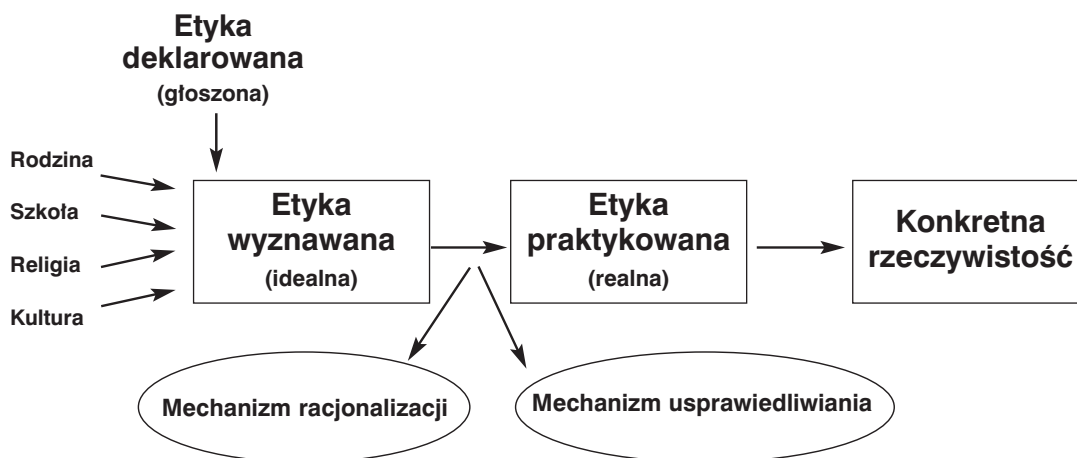 Etyka
deklarowana
(głoszona)
Rodzina
Szkoła
Religia
Kultura
Etyka
wyznawana
(idealna)
Etyka
praktykowana
(realna)
Konkretna
rzeczywistość
Mechanizm racjonalizacji
Mechanizm usprawiedliwiania